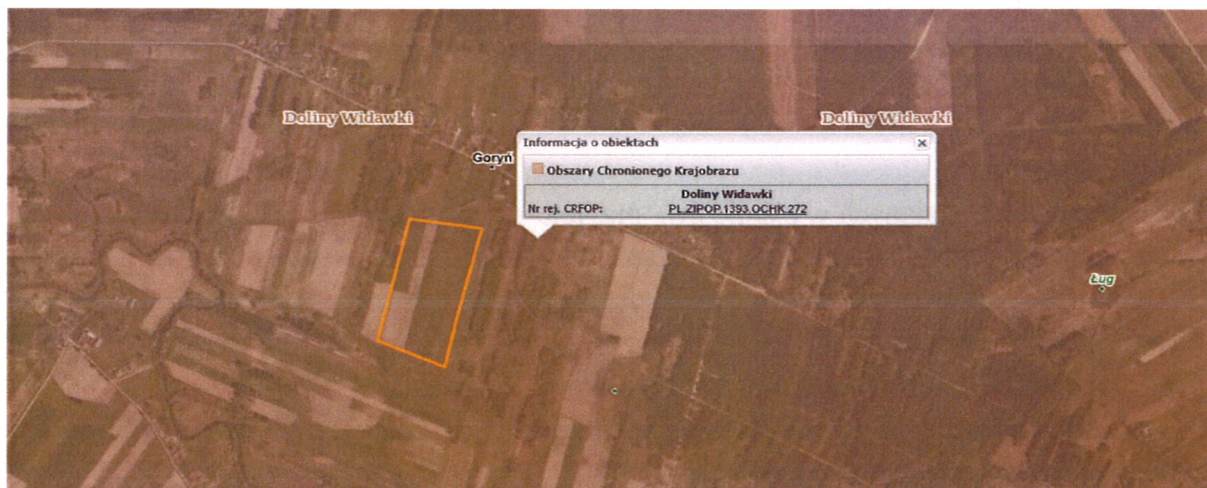 Doliny Widawki
Doliny Widawki
Informacja o obiektach
Goryń
Obszary Chronionego Krajobrazu
Doliny Widawki
Nr rej. CRFOP: PL.ZIPOP.1393.OCHK.272
Ług